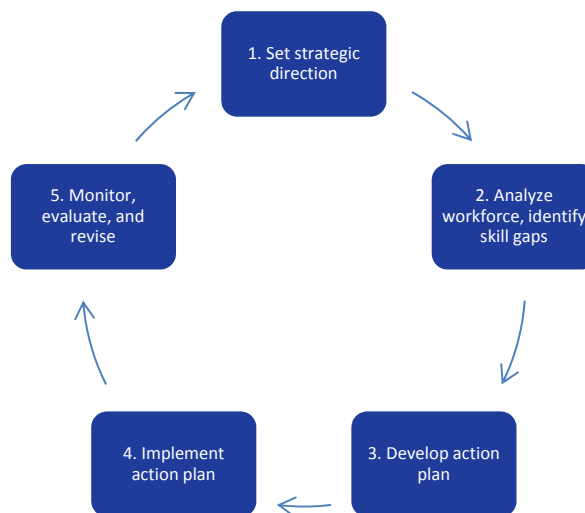 1. Set strategic
direction
2. Analyze
workforce, identify
skill gaps
3. Develop action
plan
4. Implement
action plan
5. Monitor,
evaluate, and
revise